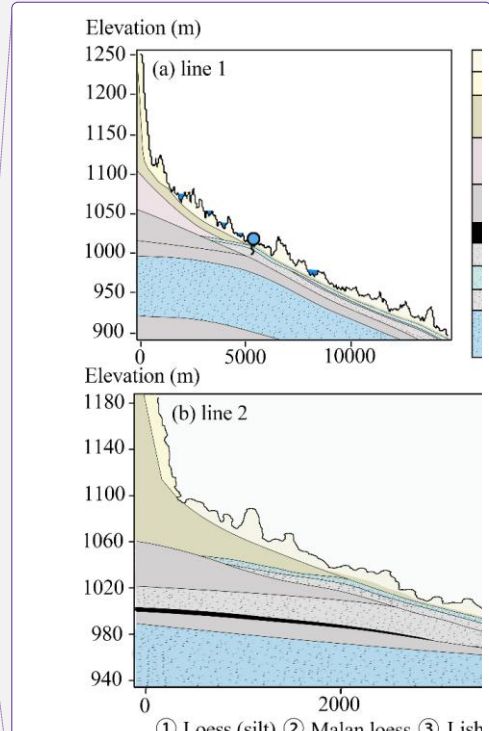 Elevation (m)
1250
(a) line 1
1200
1150
1100
1050
1000
950
900
0 5000 10000
Elevation (m)
1180
(b) line 2
1140
1100
1060
1020
980
940
0 2000
① Loess (silt) ② Malan loess ③ Lish